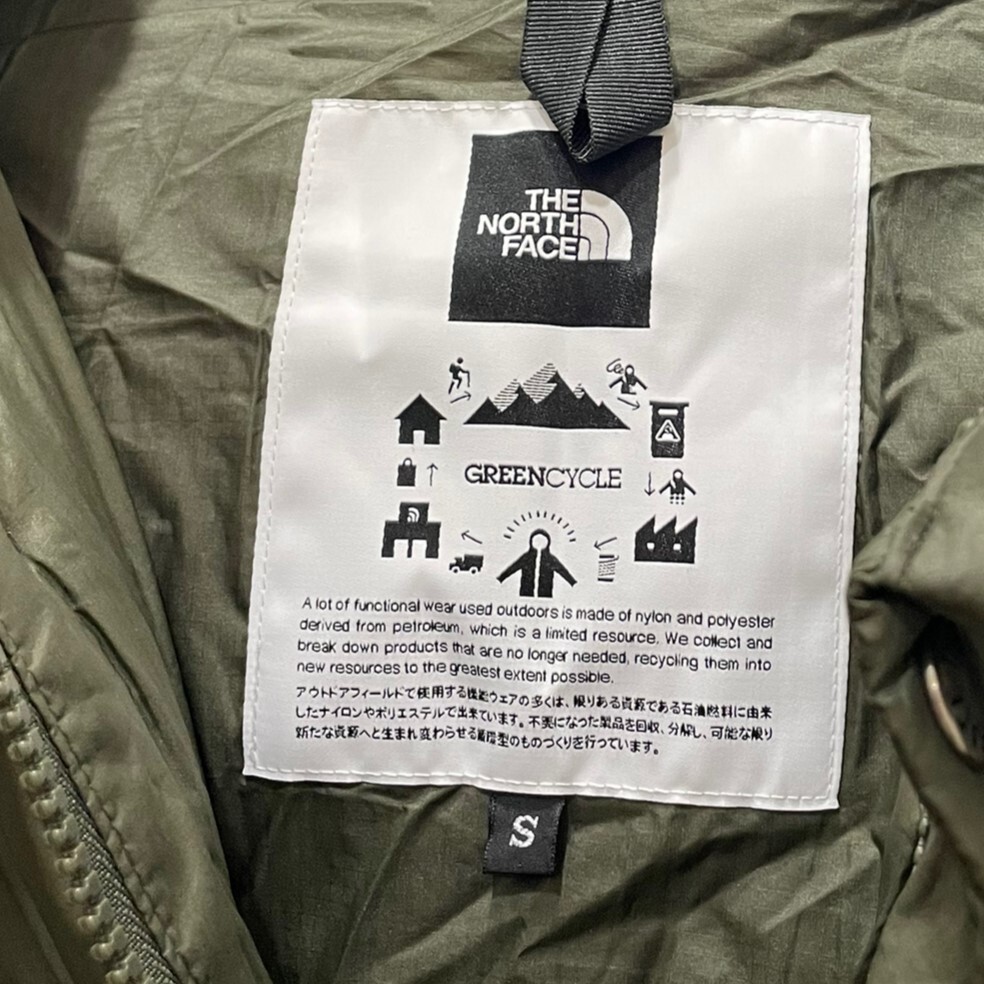 THE
NORTH
FACE
GREENCYCLE
A lot of functional wear used outdoors is made of nylon and polyester
derived from petroleum, which is a limited resource. We collect and
break down products that are no longer needed, recycling them into
new resources to the greatest extent possible.
アウトドアフィールドで使用する機能ウェアの多くは、限りある資源である石油燃料に由来
したナイロンやポリエステルで出来ています。不要になった製品を回収、分解し、可能な限り
新たな資源へと生まれ変わらせる循環型のものづくりを行っています。
S